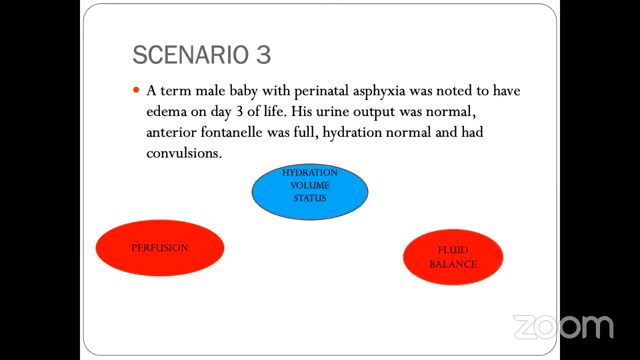 SCENARIO 3
• A term male baby with perinatal asphyxia was noted to have
edema on day 3 of life. His urine output was normal,
anterior fontanelle was full, hydration normal and had
convulsions.
HYDRATION
VOLUME
STATUS
PERFUSION
FLUID
BALANCE
zoom